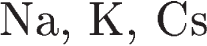 Na, K, Cs